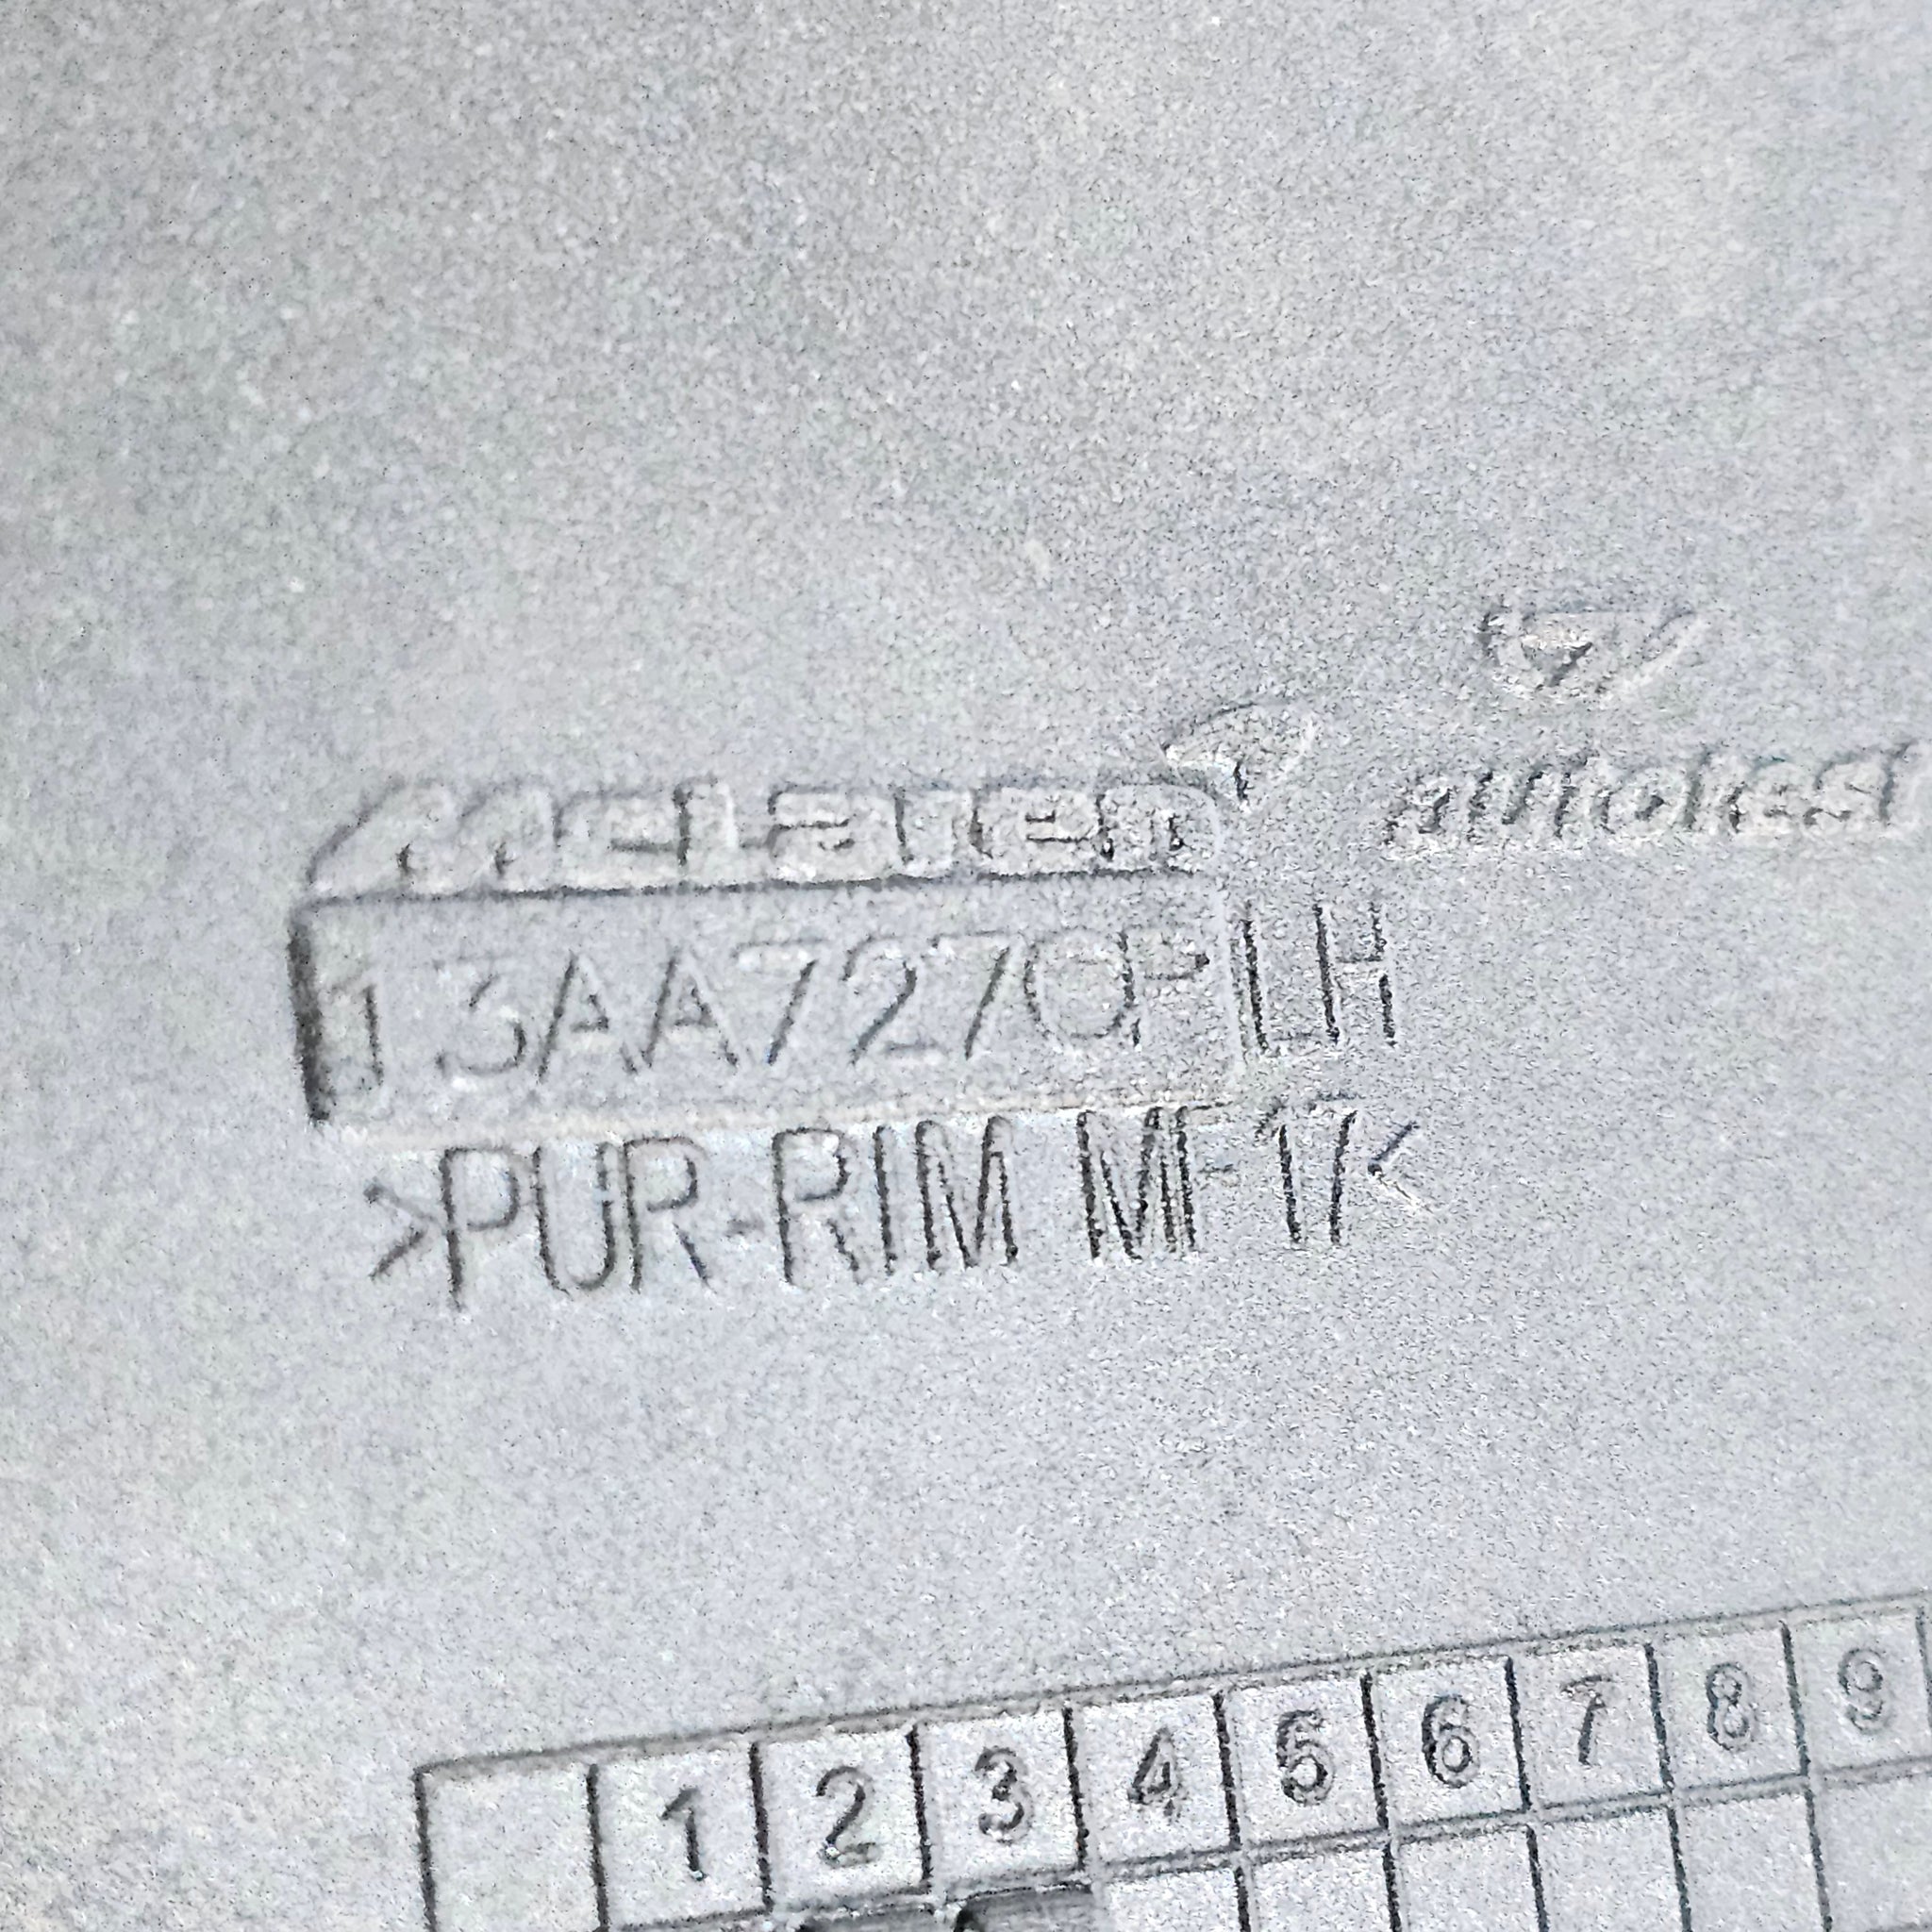 McLaren
autotest
13AA727CP LH
>PUR-RIM MF17<
1 2 3 4 5 6 7 8 9